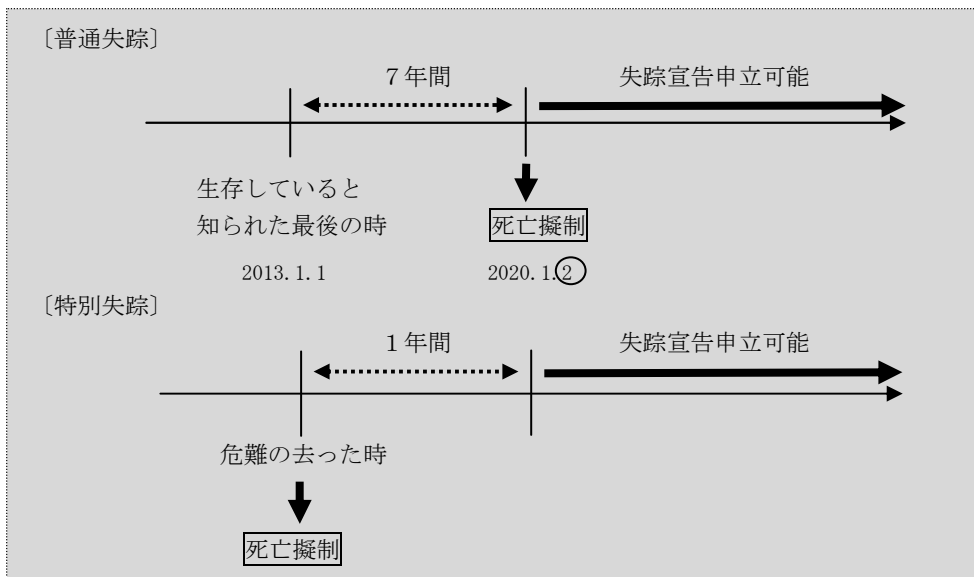 〔普通失踪〕
７年間
失踪宣告申立可能
生存していると
知られた最後の時
死亡擬制
2013.1.1
2020.1.2
〔特別失踪〕
１年間
失踪宣告申立可能
危難の去った時
死亡擬制